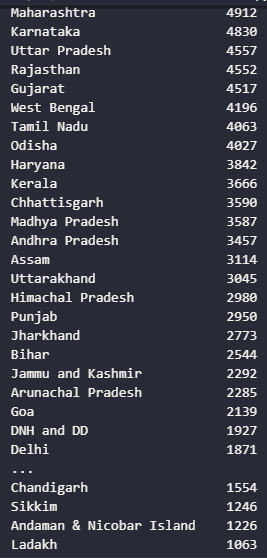 Maharashtra 4912
Karnataka 4830
Uttar Pradesh 4557
Rajasthan 4552
Gujarat 4517
West Bengal 4196
Tamil Nadu 4063
Odisha 4027
Haryana 3842
Kerala 3666
Chhattisgarh 3590
Madhya Pradesh 3587
Andhra Pradesh 3457
Assam 3114
Uttarakhand 3045
Himachal Pradesh 2980
Punjab 2950
Jharkhand 2773
Bihar 2544
Jammu and Kashmir 2292
Arunachal Pradesh 2285
Goa 2139
DNH and DD 1927
Delhi 1871
...
Chandigarh 1554
Sikkim 1246
Andaman & Nicobar Island 1226
Ladakh 1063